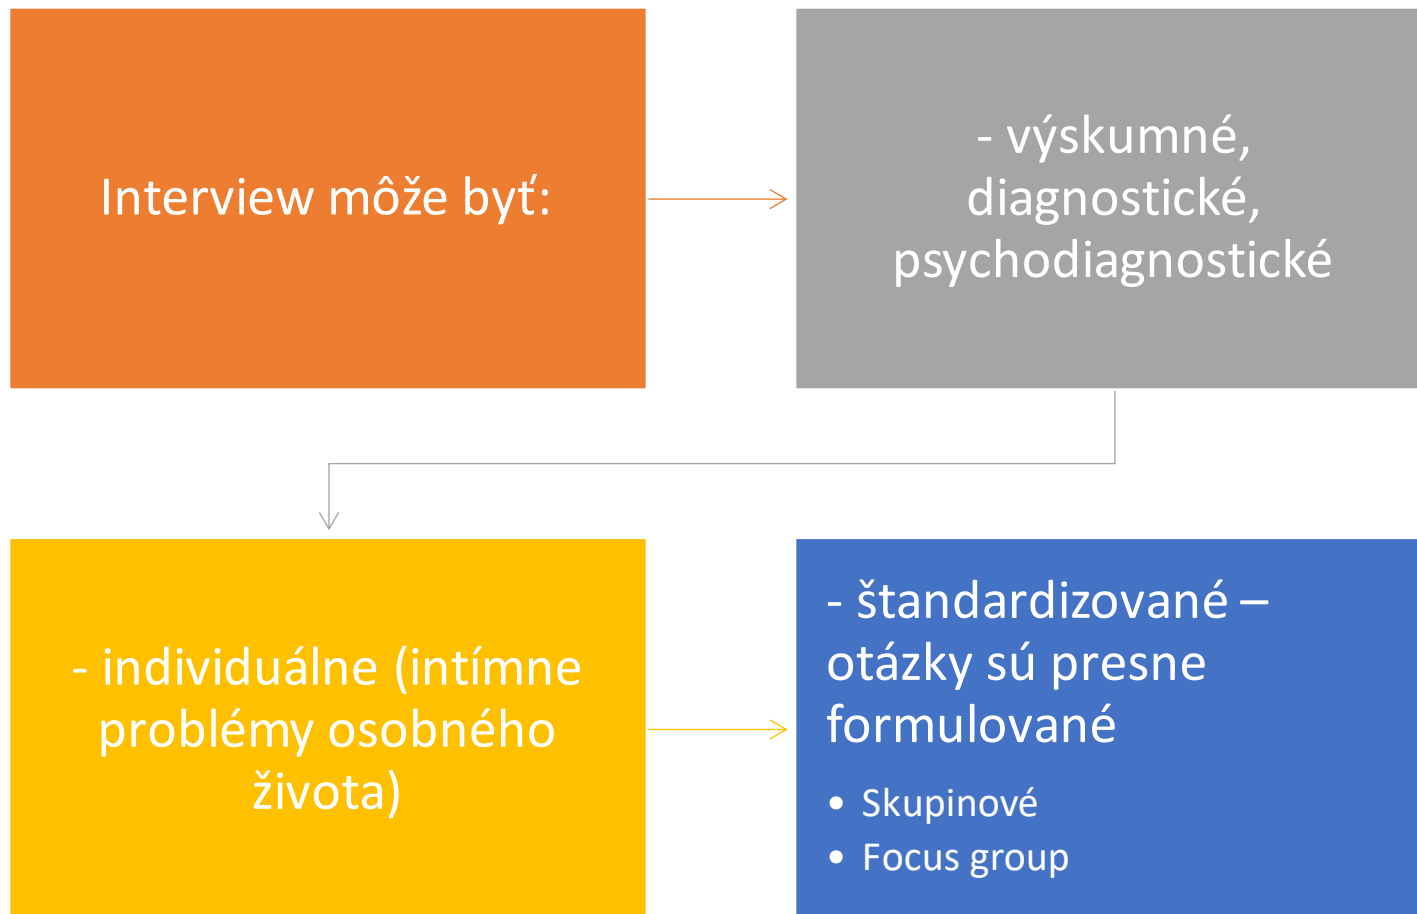 Interview môže byť:
- výskumné,
diagnostické,
psychodiagnostické
- individuálne (intímne
problémy osobného
života)
- štandardizované –
otázky sú presne
formulované
• Skupinové
• Focus group